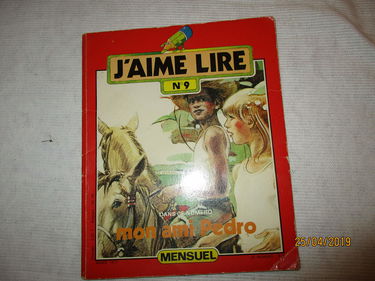 J'AIME LIRE
N 9
DANS CE NUMÉRO
mon ami Pedro
MENSUEL
25/04/2019